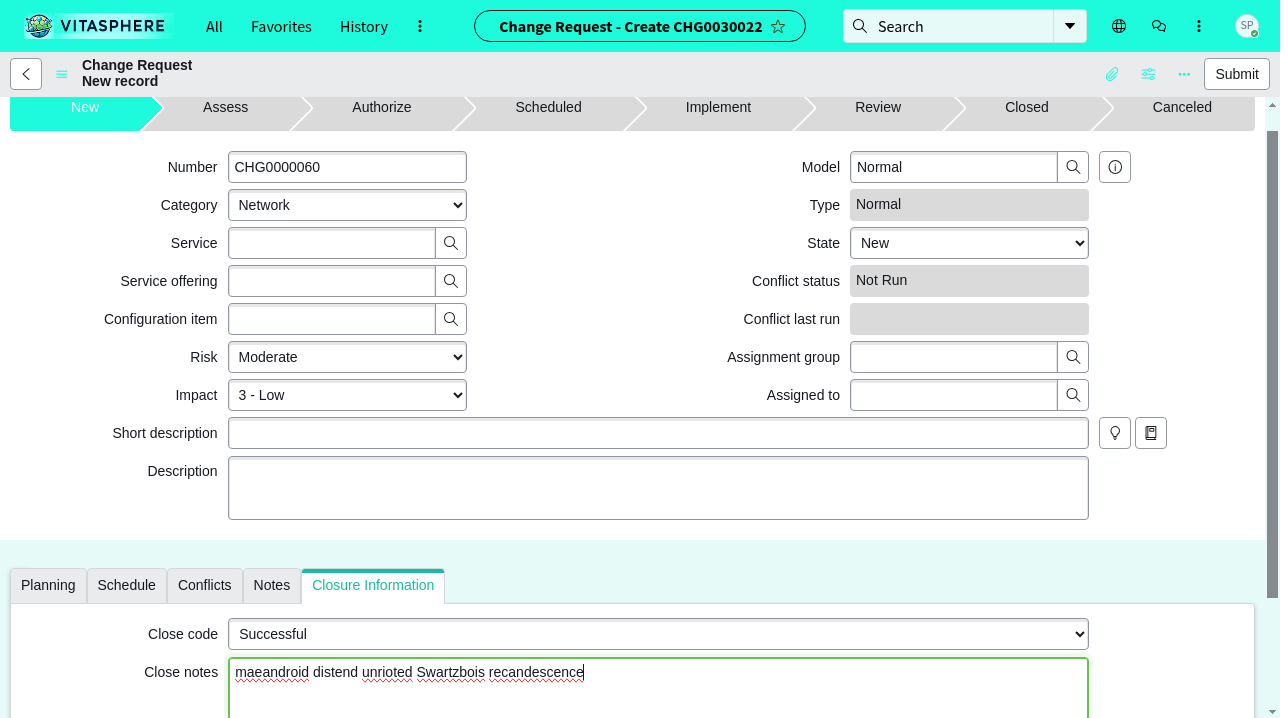 VITASPHERE
All
Favorites
History
Change Request - Create CHG0030022
Search
SP
Change Request
New record
Submit
New
Assess
Authorize
Scheduled
Implement
Review
Closed
Canceled
Number
CHG0000060
Model
Normal
Category
Network
Type
Normal
Service
State
New
Service offering
Conflict status
Not Run
Configuration item
Conflict last run
Risk
Moderate
Assignment group
Impact
3 - Low
Assigned to
Short description
Description
Planning
Schedule
Conflicts
Notes
Closure Information
Close code
Successful
Close notes
maeandroid distend unrioted Swartzbois recandescence